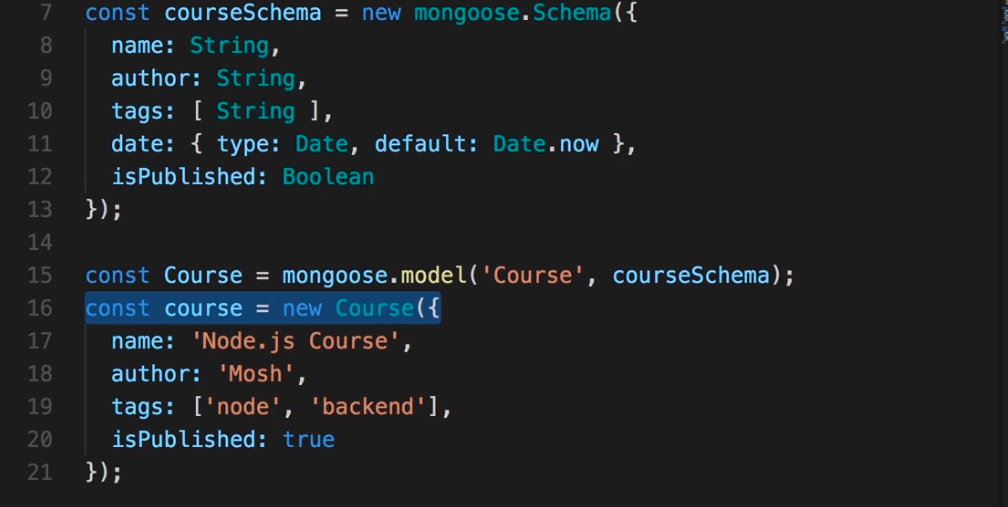 7 const courseSchema = new mongoose.Schema({
8   name: String,
9   author: String,
10   tags: [ String ],
11   date: { type: Date, default: Date.now },
12   isPublished: Boolean
13 });
14
15 const Course = mongoose.model('Course', courseSchema);
16 const course = new Course({
17   name: 'Node.js Course',
18   author: 'Mosh',
19   tags: ['node', 'backend'],
20   isPublished: true
21 });